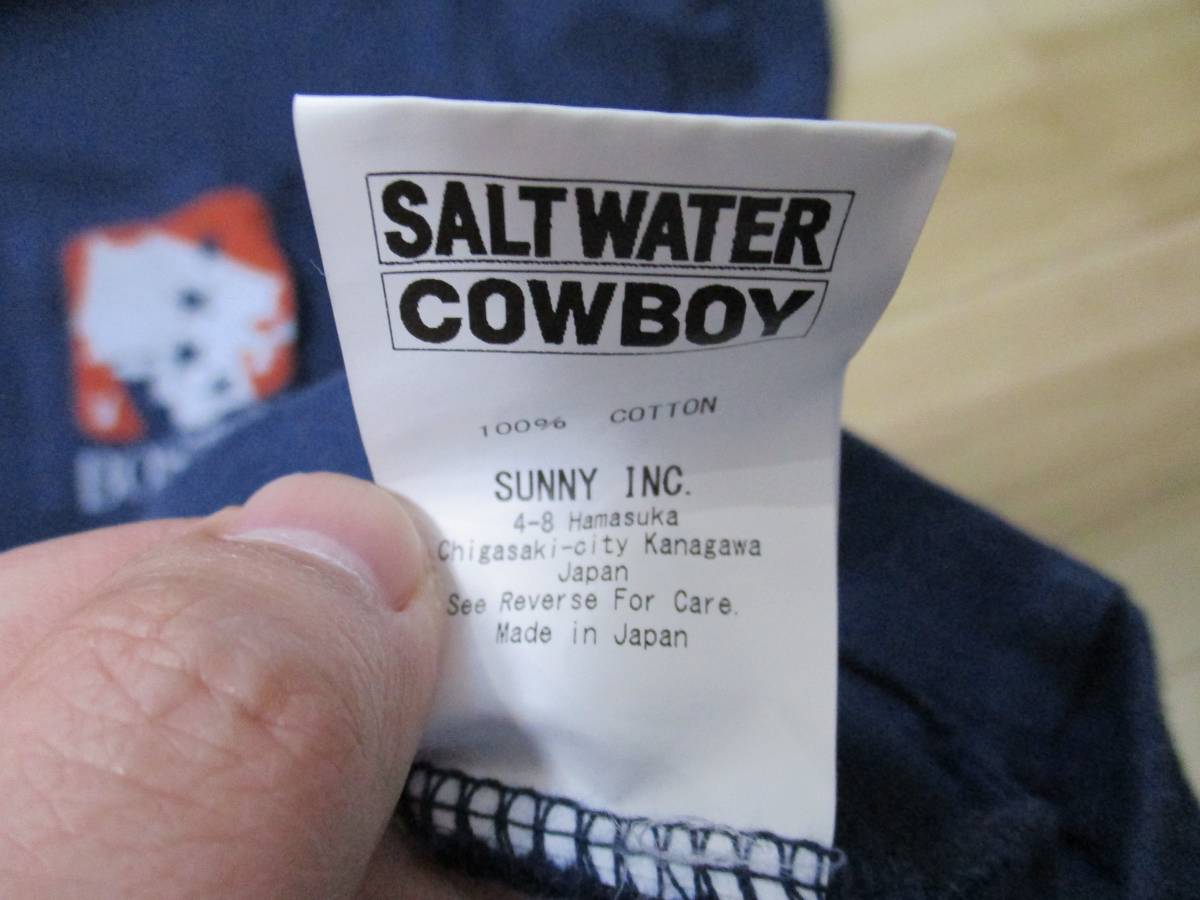 SALTWATER
COWBOY
100% COTTON
SUNNY INC.
4-8 Hamasuka
Chigasaki-city Kanagawa
Japan
See Reverse For Care.
Made in Japan